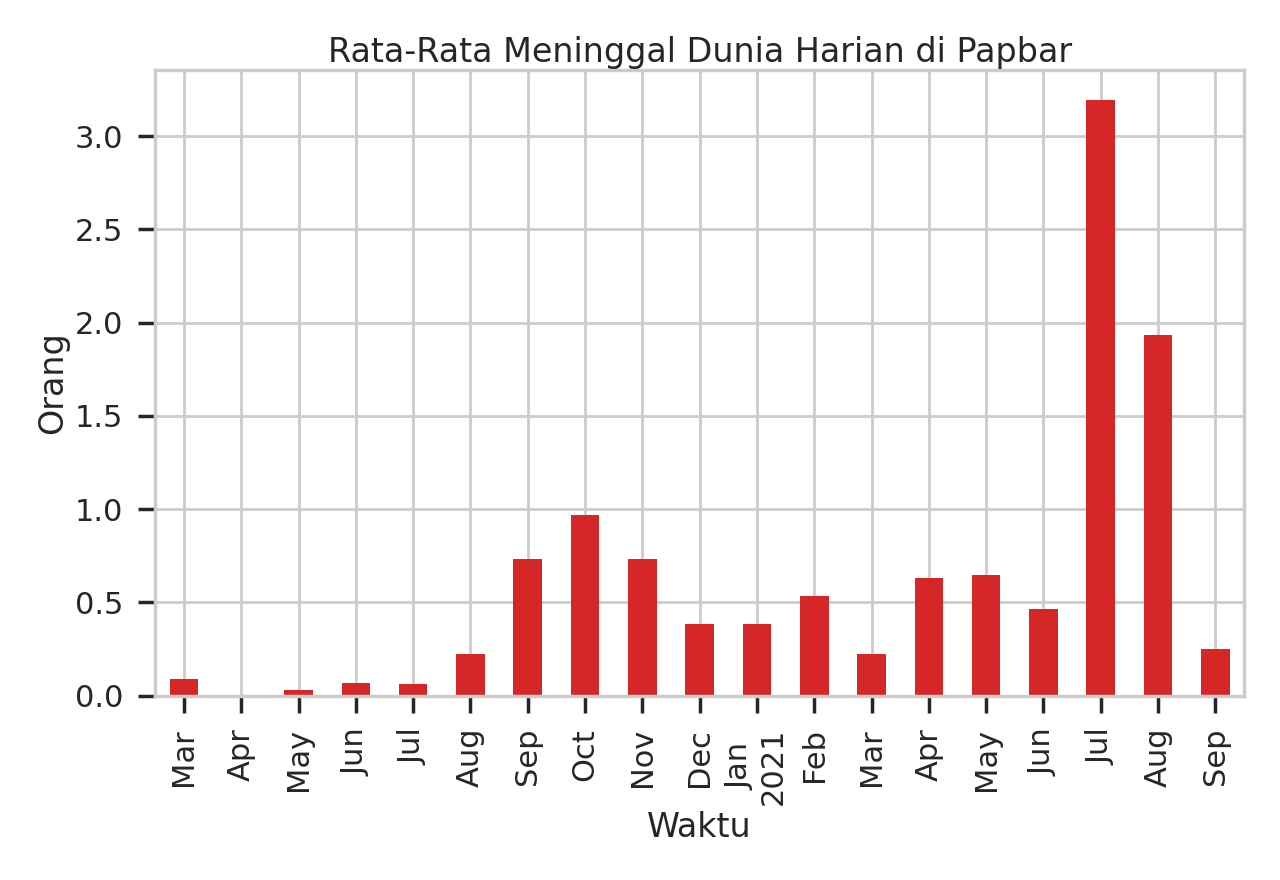 Rata-Rata Meninggal Dunia Harian di Papbar
Orang
3.0
2.5
2.0
1.5
1.0
0.5
0.0
Mar
Apr
May
Jun
Jul
Aug
Sep
Oct
Nov
Dec
Jan
2021
Feb
Mar
Apr
May
Jun
Jul
Aug
Sep
Waktu